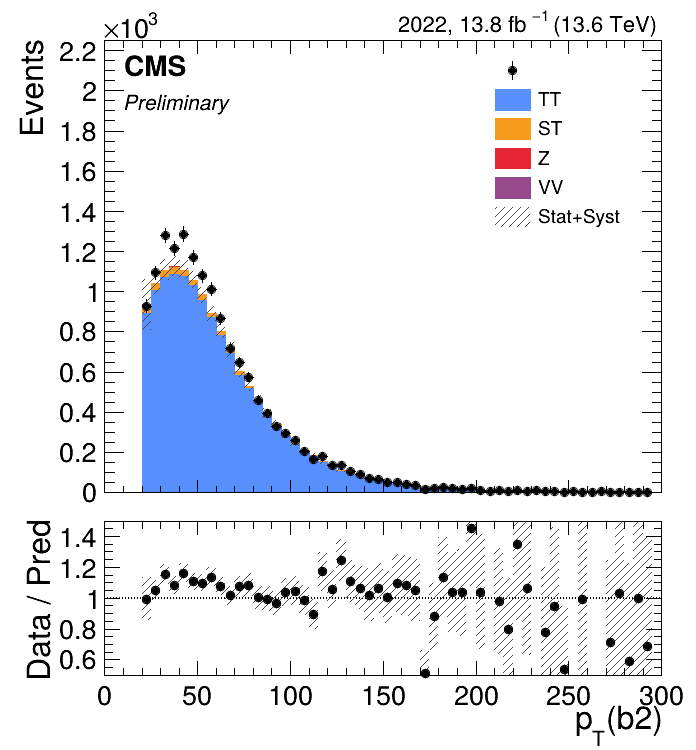 ×10³
2022, 13.8 fb⁻¹ (13.6 TeV)
Events
CMS
Preliminary
TT
ST
Z
VV
Stat+Syst
2.2
2
1.8
1.6
1.4
1.2
1
0.8
0.6
0.4
0.2
0
Data / Pred
1.4
1.2
1
0.8
0.6
0 50 100 150 200 250 300
p_T(b2)